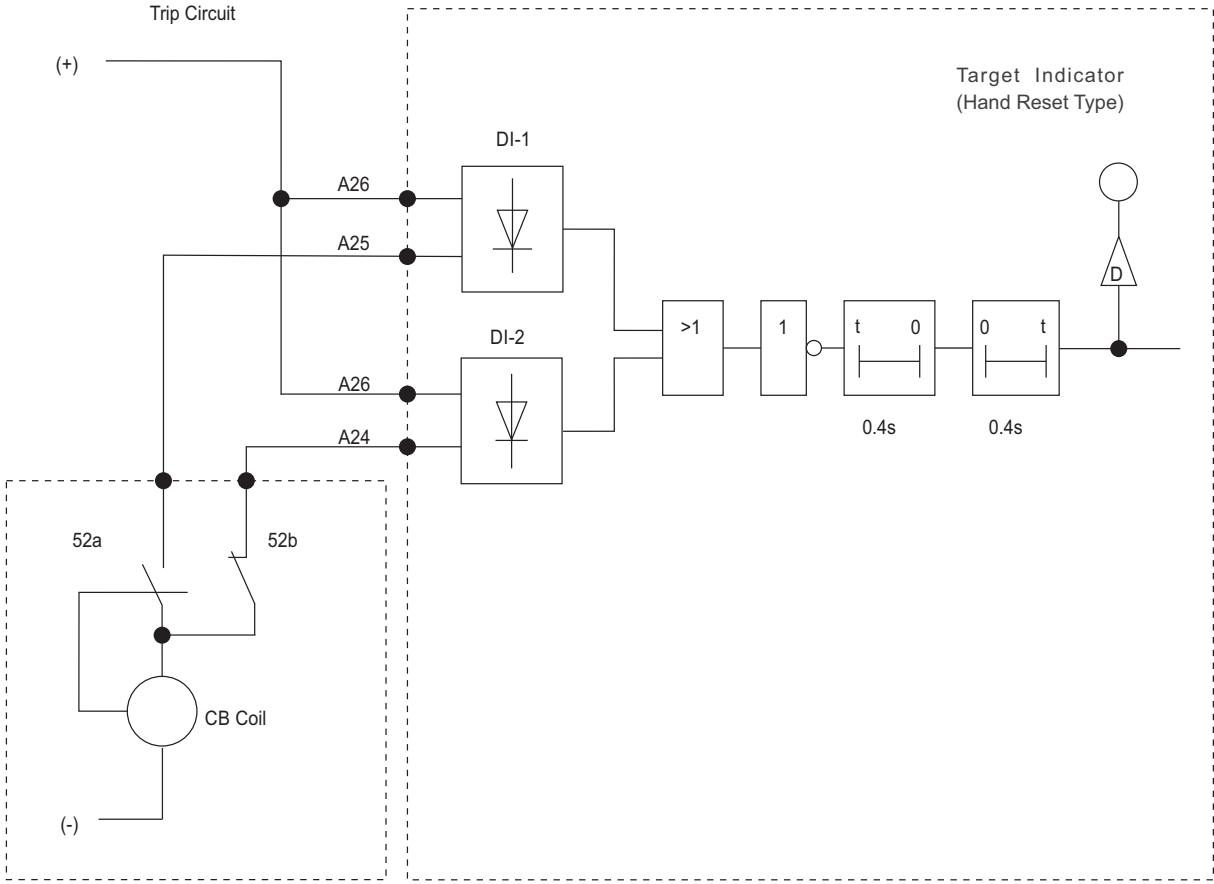 Trip Circuit
(+)
Target Indicator
(Hand Reset Type)
DI-1
A26
A25
D
DI-2
>1
1
t 0
0 t
A26
A24
0.4s
0.4s
52a
52b
CB Coil
(-)